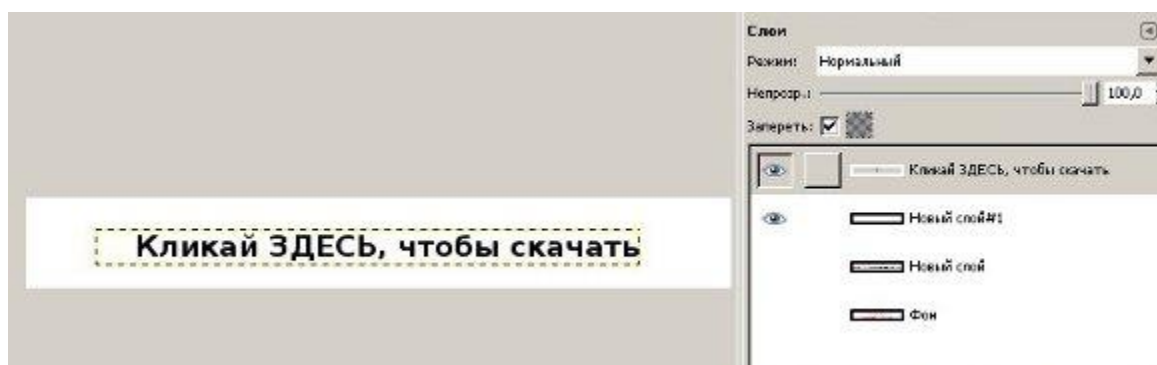 Слои
Режим: Нормальный
Непрозр.: 100,0
Запереть:
Кликай ЗДЕСЬ, чтобы скачать
Новый слой#1
Кликай ЗДЕСЬ, чтобы скачать
Новый слой
Фон